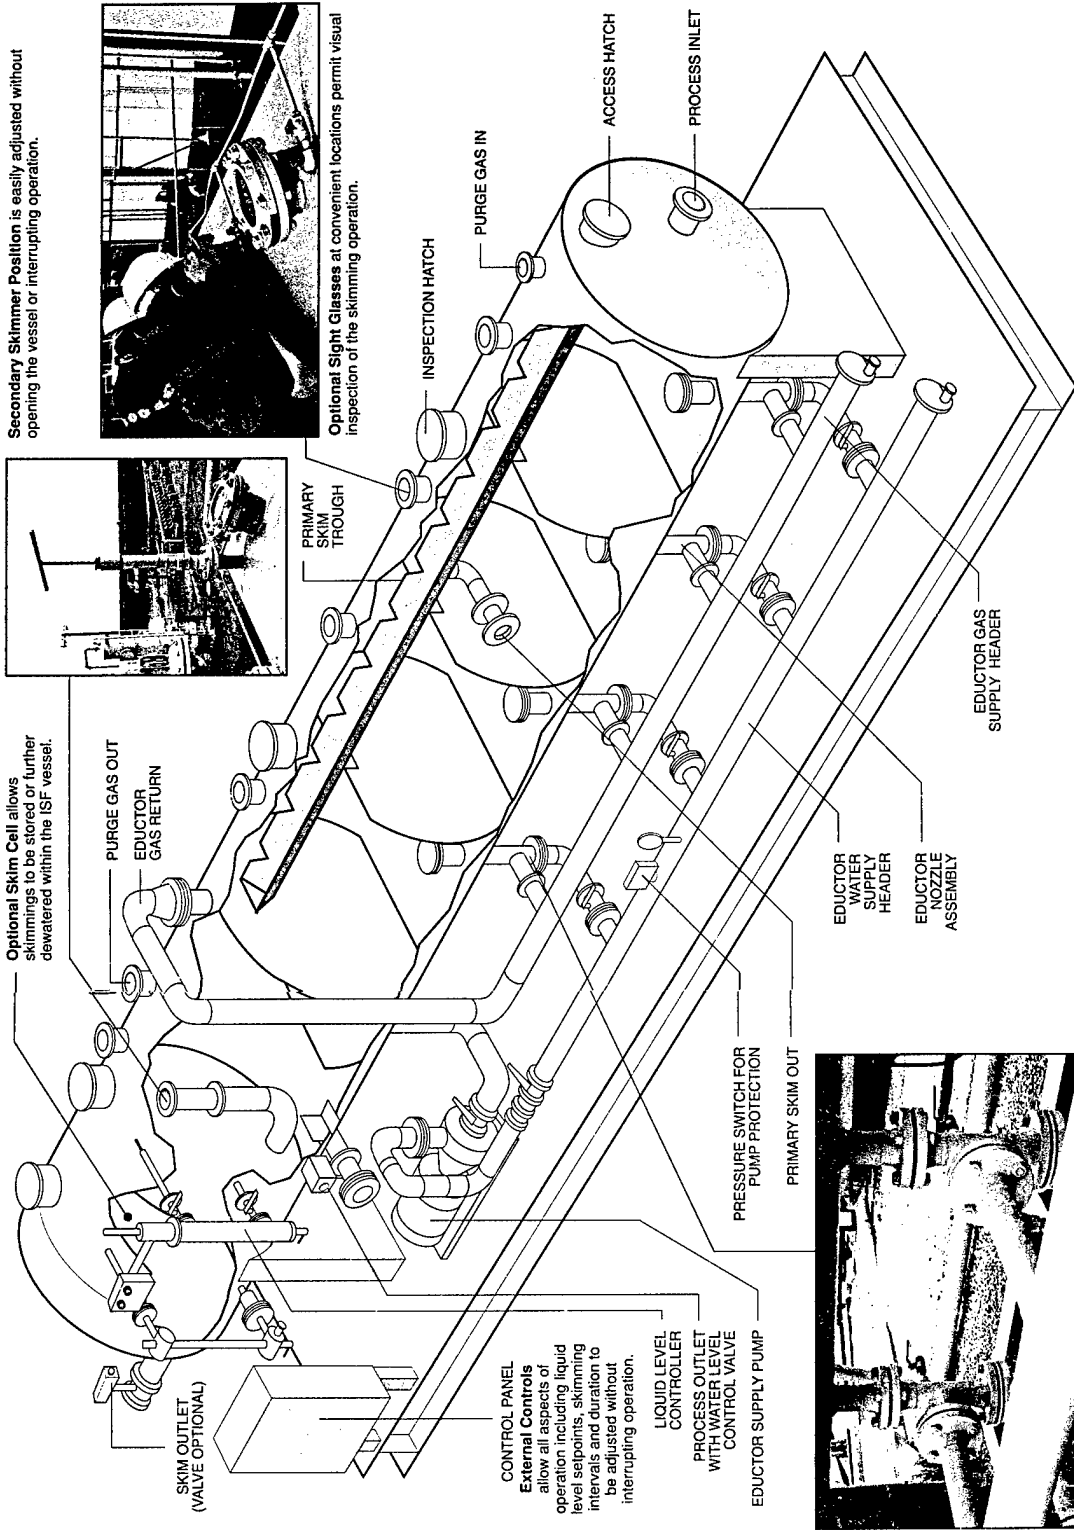 Secondary Skimmer Position is easily adjusted without
opening the vessel or interrupting operation.
Optional Sight Glasses at convenient locations permit visual
inspection of the skimming operation.
Optional Skim Cell allows
skimmings to be stored or further
dewatered within the ISF vessel.
PURGE GAS OUT
EDUCTOR
GAS RETURN
PRIMARY
SKIM
TROUGH
INSPECTION HATCH
PURGE GAS IN
ACCESS HATCH
PROCESS INLET
SKIM OUTLET
(VALVE OPTIONAL)
CONTROL PANEL
External Controls
allow all aspects of
operation including liquid
level setpoints, skimming
intervals and duration to
be adjusted without
interrupting operation.
LIQUID LEVEL
CONTROLLER
PROCESS OUTLET
WITH WATER LEVEL
CONTROL VALVE
EDUCTOR SUPPLY PUMP
PRESSURE SWITCH FOR
PUMP PROTECTION
PRIMARY SKIM OUT
EDUCTOR
WATER
SUPPLY
HEADER
EDUCTOR
NOZZLE
ASSEMBLY
EDUCTOR GAS
SUPPLY HEADER